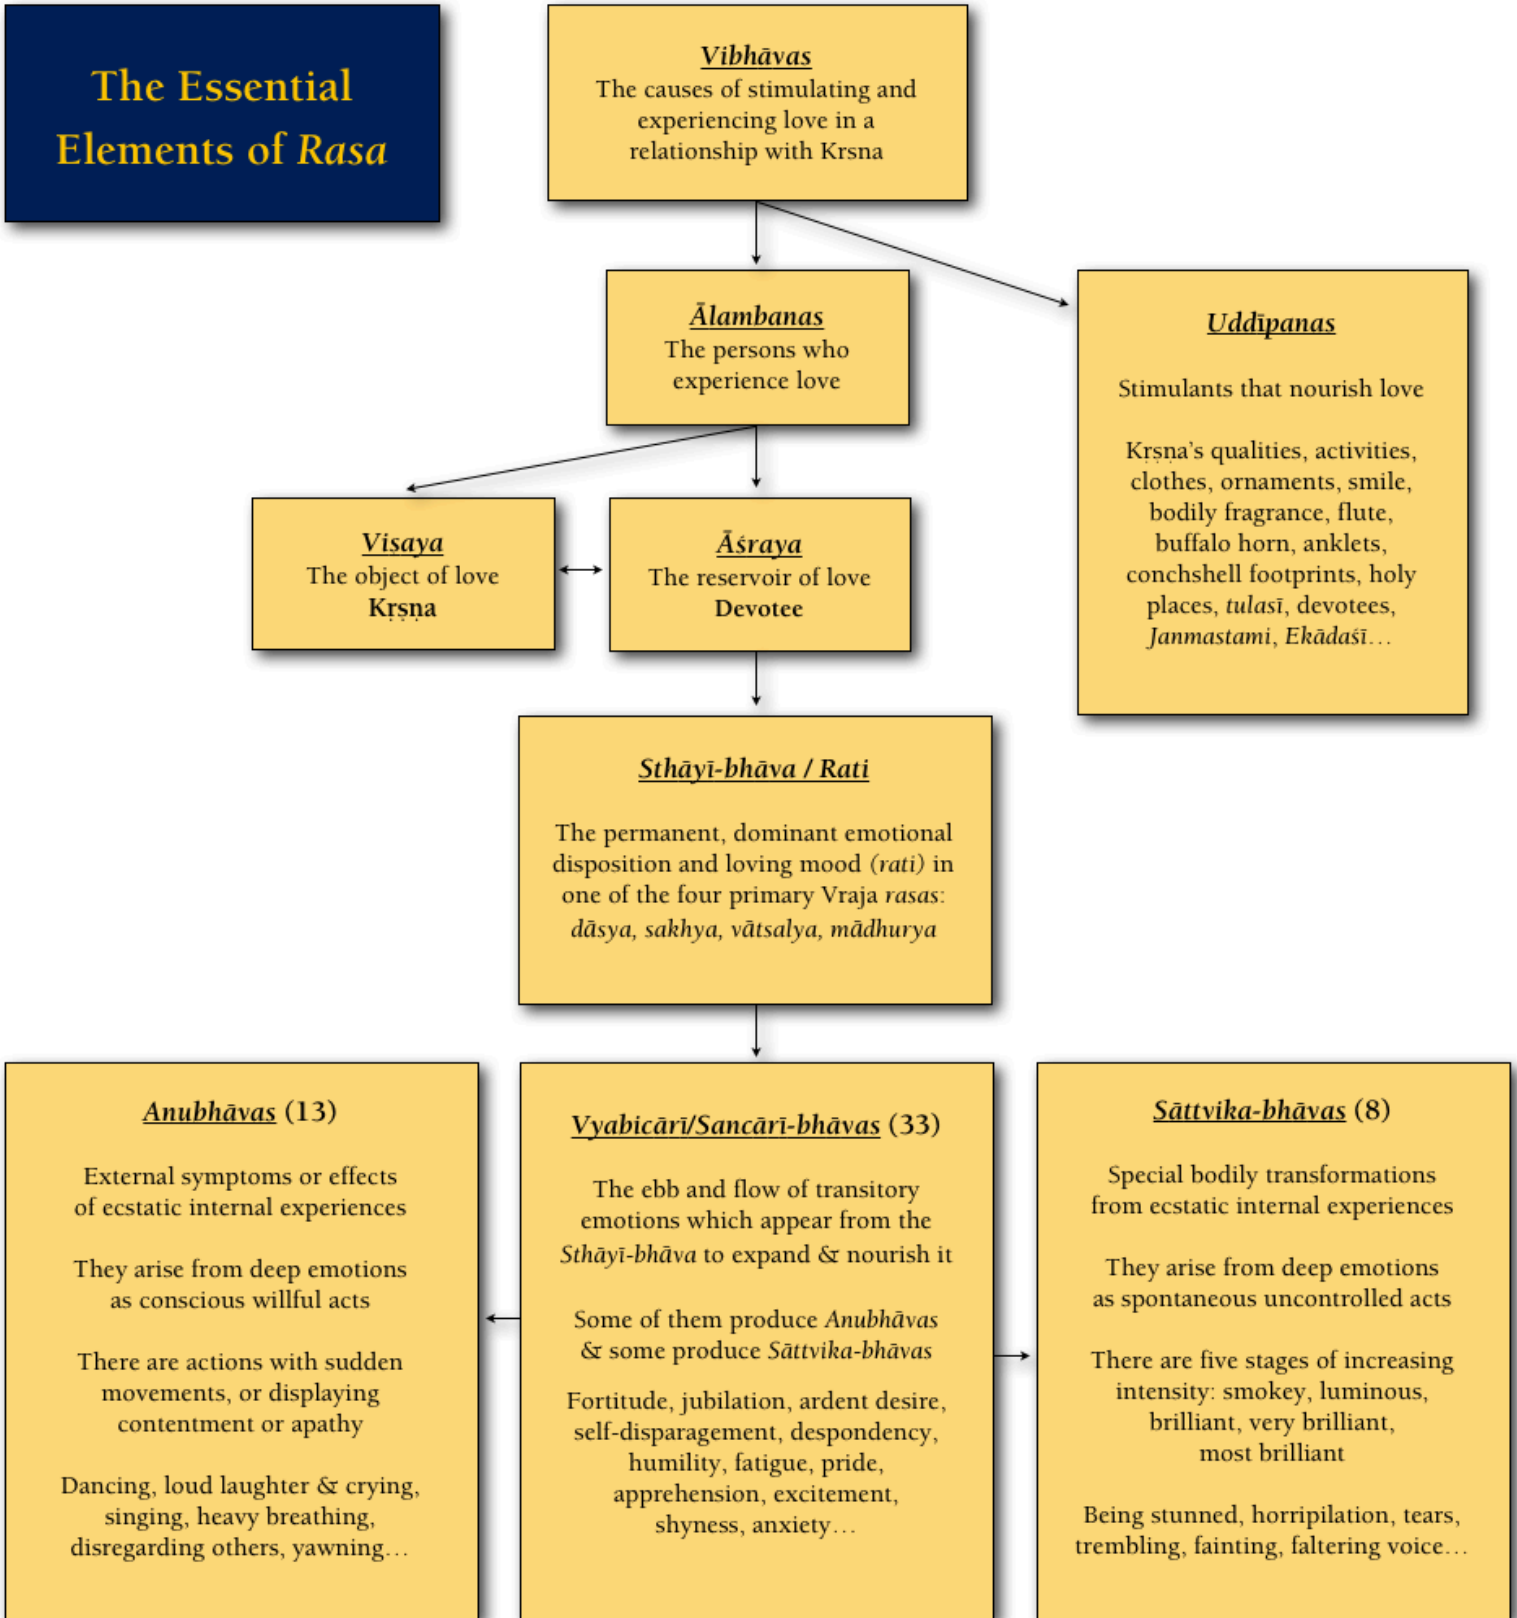 The Essential
Elements of Rasa
Vibhāvas
The causes of stimulating and
experiencing love in a
relationship with Krsna
Ālambanas
The persons who
experience love
Uddīpanas
Stimulants that nourish love
Kṛṣṇa's qualities, activities,
clothes, ornaments, smile,
bodily fragrance, flute,
buffalo horn, anklets,
conchshell footprints, holy
places, tulasī, devotees,
Janmastami, Ekādaśī...
Viṣaya
The object of love
Kṛṣṇa
Āśraya
The reservoir of love
Devotee
Sthāyī-bhāva / Rati
The permanent, dominant emotional
disposition and loving mood (rati) in
one of the four primary Vraja rasas:
dāsya, sakhya, vātsalya, mādhurya
Anubhāvas (13)
External symptoms or effects
of ecstatic internal experiences
They arise from deep emotions
as conscious willful acts
There are actions with sudden
movements, or displaying
contentment or apathy
Dancing, loud laughter & crying,
singing, heavy breathing,
disregarding others, yawning...
Vyabicārī/Sancārī-bhāvas (33)
The ebb and flow of transitory
emotions which appear from the
Sthāyī-bhāva to expand & nourish it
Some of them produce Anubhāvas
& some produce Sāttvika-bhāvas
Fortitude, jubilation, ardent desire,
self-disparagement, despondency,
humility, fatigue, pride,
apprehension, excitement,
shyness, anxiety...
Sāttvika-bhāvas (8)
Special bodily transformations
from ecstatic internal experiences
They arise from deep emotions
as spontaneous uncontrolled acts
There are five stages of increasing
intensity: smokey, luminous,
brilliant, very brilliant,
most brilliant
Being stunned, horripilation, tears,
trembling, fainting, faltering voice...